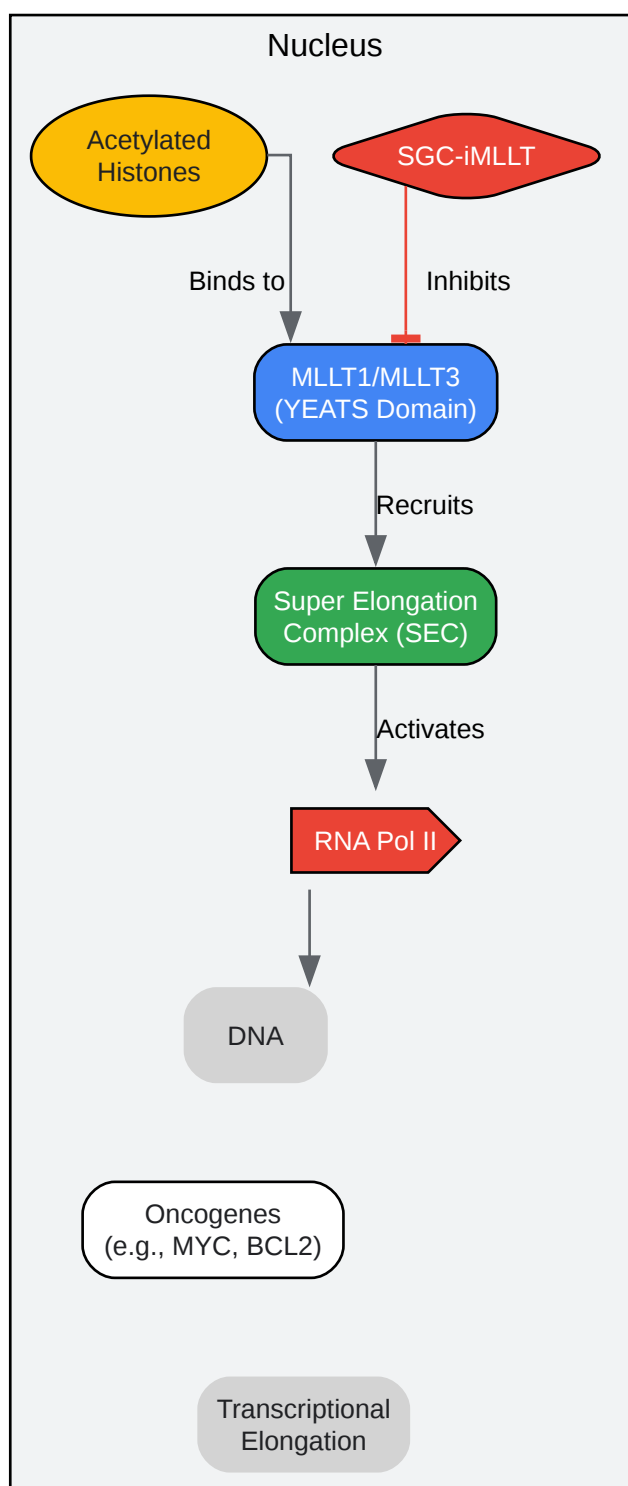 Nucleus
Acetylated
Histones
SGC-iMLLT
Binds to
Inhibits
MLLT1/MLLT3
(YEATS Domain)
Recruits
Super Elongation
Complex (SEC)
Activates
RNA Pol II
DNA
Oncogenes
(e.g., MYC, BCL2)
Transcriptional
Elongation